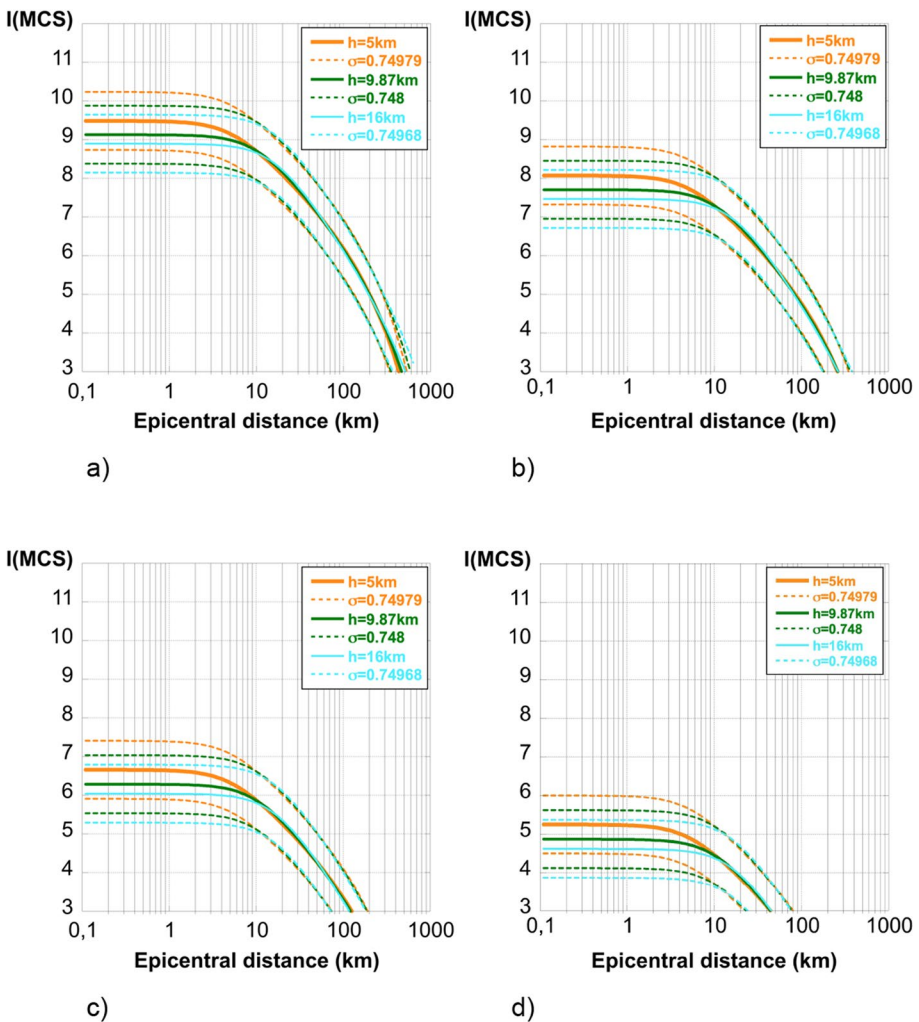 I(MCS)
11
10
9
8
7
6
5
4
3
h=5km
σ=0.74979
h=9.87km
σ=0.748
h=16km
σ=0.74968
0,1 1 10 100 1000
Epicentral distance (km)
a)
I(MCS)
11
10
9
8
7
6
5
4
3
h=5km
σ=0.74979
h=9.87km
σ=0.748
h=16km
σ=0.74968
0,1 1 10 100 1000
Epicentral distance (km)
b)
I(MCS)
11
10
9
8
7
6
5
4
3
h=5km
σ=0.74979
h=9.87km
σ=0.748
h=16km
σ=0.74968
0,1 1 10 100 1000
Epicentral distance (km)
c)
I(MCS)
11
10
9
8
7
6
5
4
3
h=5km
σ=0.74979
h=9.87km
σ=0.748
h=16km
σ=0.74968
0,1 1 10 100 1000
Epicentral distance (km)
d)